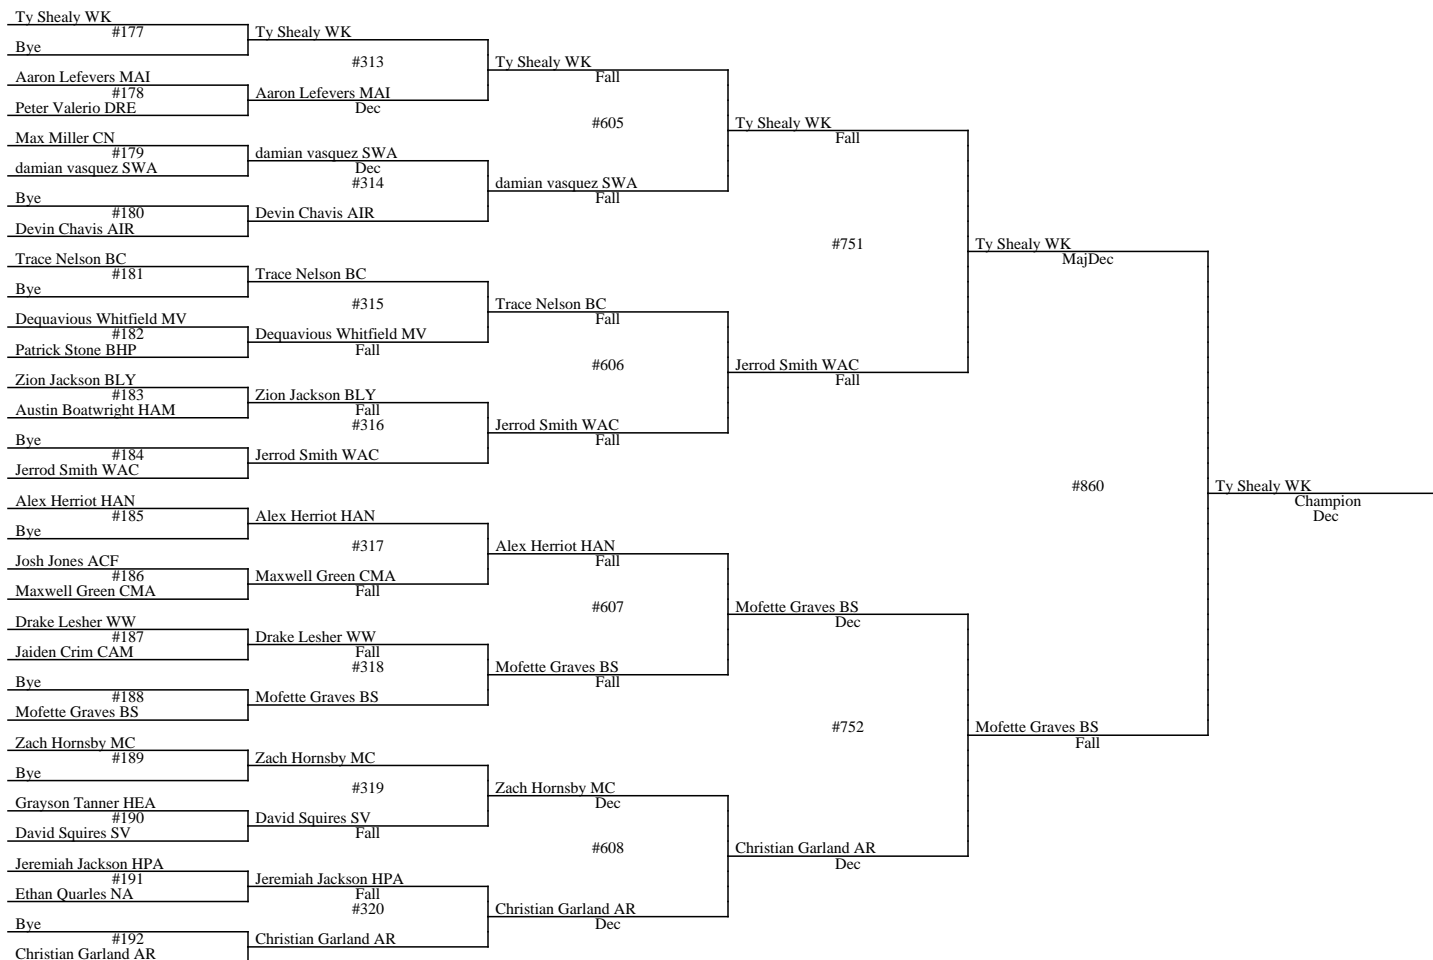 Ty Shealy WK
#177
Bye
Aaron Lefevers MAI
#178
Peter Valerio DRE
Max Miller CN
#179
damian vasquez SWA
Bye
#180
Devin Chavis AIR
Trace Nelson BC
#181
Bye
Dequavious Whitfield MV
#182
Patrick Stone BHP
Zion Jackson BLY
#183
Austin Boatwright HAM
Bye
#184
Jerrod Smith WAC
Alex Herriot HAN
#185
Bye
Josh Jones ACF
#186
Maxwell Green CMA
Drake Lesher WW
#187
Jaiden Crim CAM
Bye
#188
Mofette Graves BS
Zach Hornsby MC
#189
Bye
Grayson Tanner HEA
#190
David Squires SV
Jeremiah Jackson HPA
#191
Ethan Quarles NA
Bye
#192
Christian Garland AR
Ty Shealy WK
#313
Aaron Lefevers MAI
Dec
damian vasquez SWA
Dec
#314
Devin Chavis AIR
Trace Nelson BC
#315
Dequavious Whitfield MV
Fall
Zion Jackson BLY
Fall
#316
Jerrod Smith WAC
Alex Herriot HAN
#317
Maxwell Green CMA
Fall
Drake Lesher WW
Fall
#318
Mofette Graves BS
Zach Hornsby MC
#319
David Squires SV
Fall
Jeremiah Jackson HPA
Fall
#320
Christian Garland AR
Ty Shealy WK
Fall
#605
damian vasquez SWA
Fall
Trace Nelson BC
Fall
#606
Jerrod Smith WAC
Fall
Alex Herriot HAN
Fall
#607
Mofette Graves BS
Fall
Zach Hornsby MC
Dec
#608
Christian Garland AR
Dec
Ty Shealy WK
Fall
#751
Jerrod Smith WAC
Fall
Mofette Graves BS
Dec
#752
Christian Garland AR
Dec
Ty Shealy WK
MajDec
#860
Mofette Graves BS
Fall
Ty Shealy WK
Champion
Dec